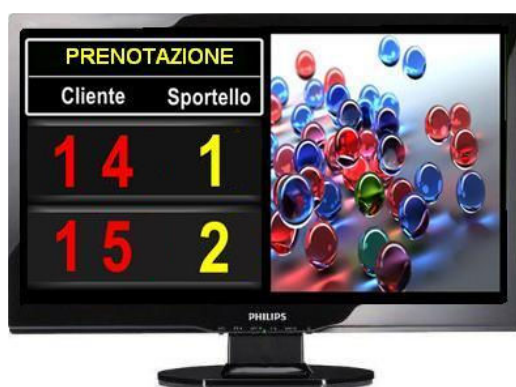 PRENOTAZIONE
Cliente Sportello
14 1
15 2
PHILIPS